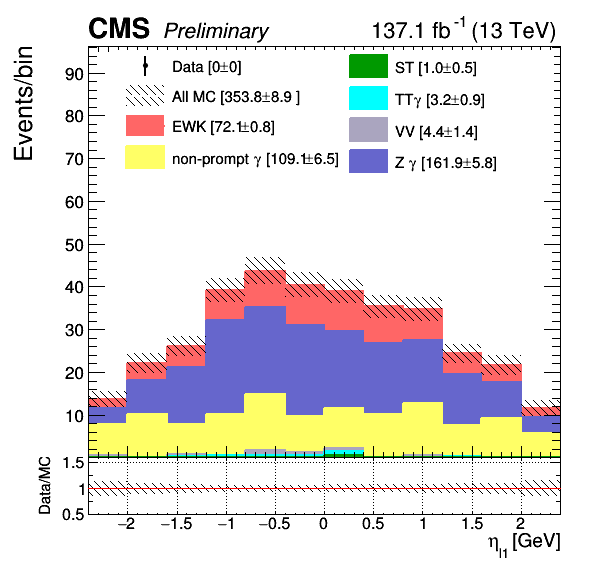 CMS Preliminary 137.1 fb⁻¹ (13 TeV)
Events/bin
Data [0±0]
All MC [353.8±8.9 ]
EWK [72.1±0.8]
non-prompt γ [109.1±6.5]
ST [1.0±0.5]
TTγ [3.2±0.9]
VV [4.4±1.4]
Z γ [161.9±5.8]
90
80
70
60
50
40
30
20
10
Data/MC
1.5
1
0.5
−2 −1.5 −1 −0.5 0 0.5 1 1.5 2
η_l1 [GeV]